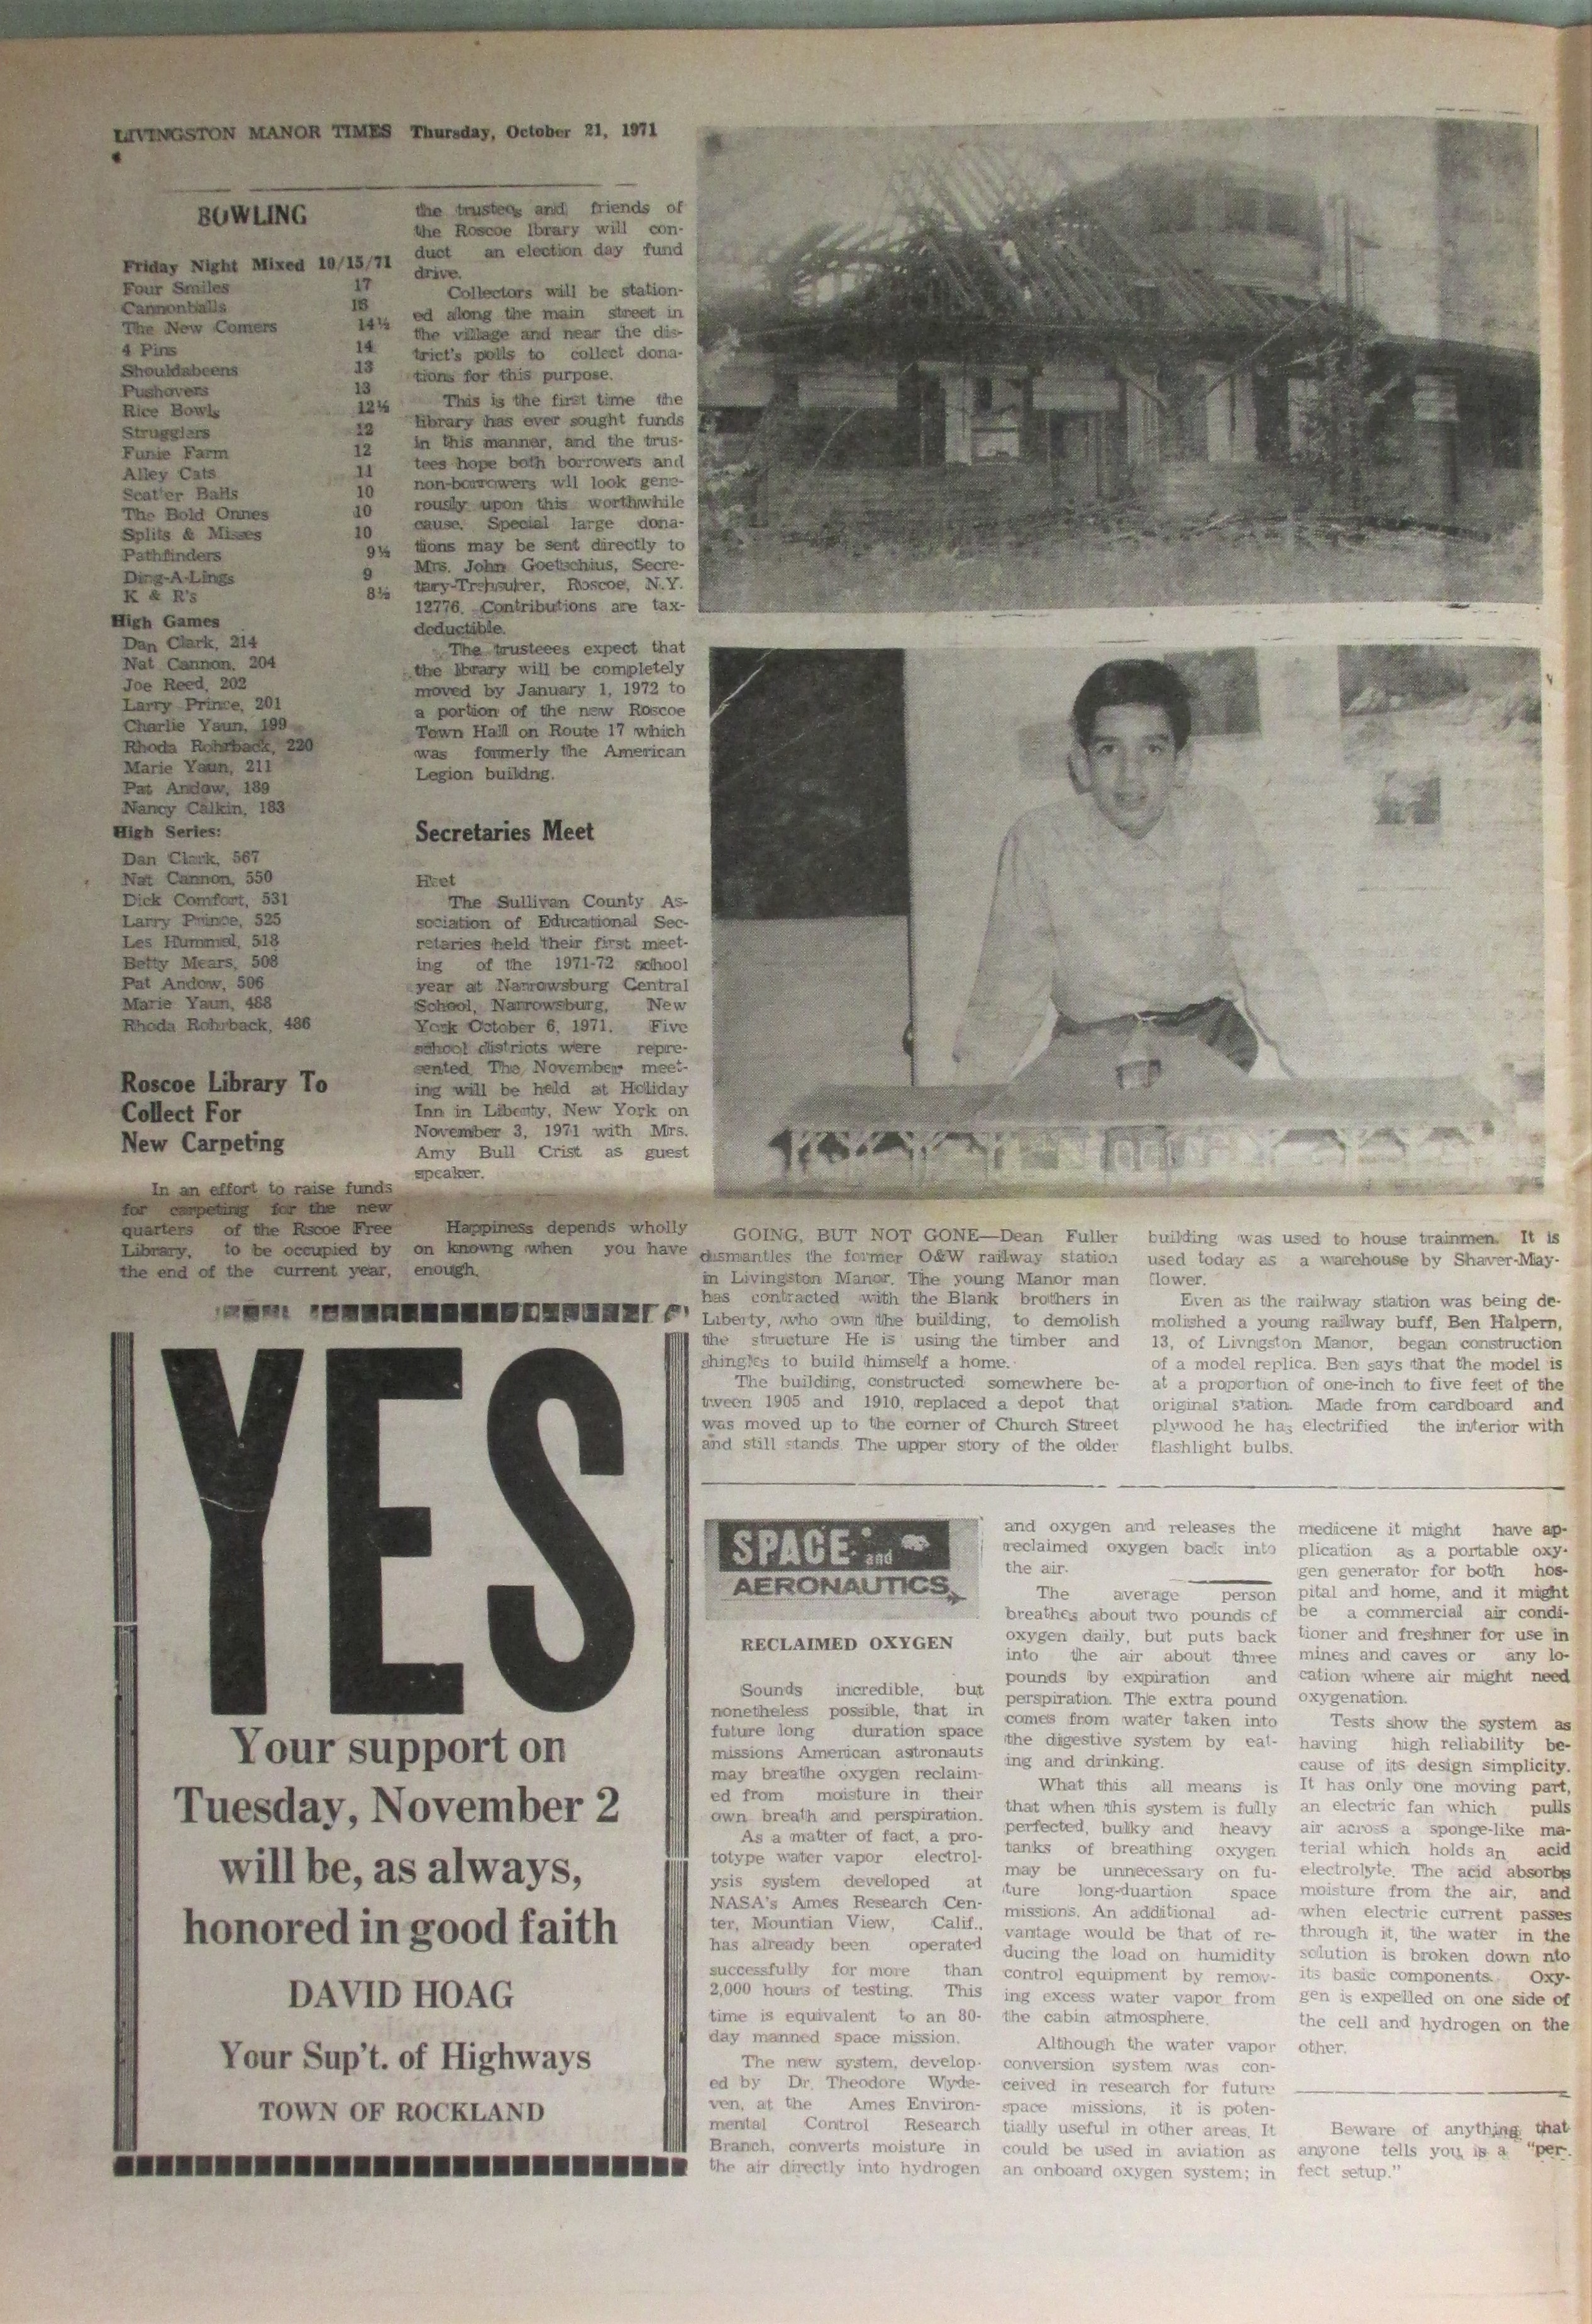 LIVINGSTON MANOR TIMES Thursday, October 21, 1971
BOWLING
Friday Night Mixed 10/15/71
Four Smiles 17
Cannonballs 16
The New Comers 14½
4 Pins 14
Shouldabeens 13
Pushovers 13
Rice Bowls 12½
Strugglers 12
Funie Farm 12
Alley Cats 11
Scat'er Balls 10
The Bold Onnes 10
Splits & Misses 10
Pathfinders 9½
Ding-A-Lings 9
K & R's 8½
High Games
Dan Clark, 214
Nat Cannon, 204
Joe Reed, 202
Larry Prince, 201
Charlie Yaun, 199
Rhoda Rohrback, 220
Marie Yaun, 211
Pat Andow, 189
Nancy Calkin, 183
High Series:
Dan Clark, 567
Nat Cannon, 550
Dick Comfort, 531
Larry Prince, 525
Les Hummel, 518
Betty Mears, 508
Pat Andow, 506
Marie Yaun, 488
Rhoda Rohrback, 486
Roscoe Library To
Collect For
New Carpeting
In an effort to raise funds
for carpeting for the new
quarters of the Rscoe Free
Library, to be occupied by
the end of the current year,
the trustees and friends of
the Roscoe lbrary will con-
duct an election day fund
drive.
Collectors will be station-
ed along the main street in
the village and near the dis-
trict's polls to collect dona-
tions for this purpose.
This is the first time the
library has ever sought funds
in this manner, and the trus-
tees hope both borrowers and
non-borrowers wll look gene-
rously upon this worthwhile
cause. Special large dona-
tions may be sent directly to
Mrs. John Goetschius, Secre-
tary-Trehsurer, Roscoe, N.Y.
12776. Contributions are tax-
deductible.
The trusteees expect that
the library will be completely
moved by January 1, 1972 to
a portion of the new Roscoe
Town Hall on Route 17 which
was formerly the American
Legion buildng.
Secretaries Meet
Heet
The Sullivan County As-
sociation of Educational Sec-
retaries held their first meet-
ing of the 1971-72 school
year at Narrowsburg Central
School, Narrowsburg, New
York October 6, 1971. Five
school districts were repre-
sented. The November meet-
ing will be held at Holliday
Inn in Liberty, New York on
November 3, 1971 with Mrs.
Amy Bull Crist as guest
speaker.
Happiness depends wholly
on knowng when you have
enough.
YES
Your support on
Tuesday, November 2
will be, as always,
honored in good faith
DAVID HOAG
Your Sup't. of Highways
TOWN OF ROCKLAND
GOING, BUT NOT GONE—Dean Fuller
dismantles the former O&W railway station
in Livingston Manor. The young Manor man
has contracted with the Blank brothers in
Liberty, who own the building, to demolish
the structure He is using the timber and
shingles to build himself a home.
The building, constructed somewhere be-
tween 1905 and 1910, replaced a depot that
was moved up to the corner of Church Street
and still stands. The upper story of the older
building was used to house trainmen. It is
used today as a warehouse by Shaver-May-
flower.
Even as the railway station was being de-
molished a young railway buff, Ben Halpern,
13, of Livngston Manor, began construction
of a model replica. Ben says that the model is
at a proportion of one-inch to five feet of the
original station. Made from cardboard and
plywood he has electrified the interior with
flashlight bulbs.
SPACE and
AERONAUTICS
RECLAIMED OXYGEN
Sounds incredible, but
nonetheless possible, that in
future long duration space
missions American astronauts
may breathe oxygen reclaim-
ed from moisture in their
own breath and perspiration.
As a matter of fact, a pro-
totype water vapor electrol-
ysis system developed at
NASA's Ames Research Cen-
ter, Mountian View, Calif.,
has already been operated
successfully for more than
2,000 hours of testing. This
time is equivalent to an 80-
day manned space mission.
The new system, develop-
ed by Dr. Theodore Wyde-
ven, at the Ames Environ-
mental Control Research
Branch, converts moisture in
the air directly into hydrogen
and oxygen and releases the
reclaimed oxygen back into
the air.
The average person
breathes about two pounds of
oxygen daily, but puts back
into the air about three
pounds by expiration and
perspiration. The extra pound
comes from water taken into
the digestive system by eat-
ing and drinking.
What this all means is
that when this system is fully
perfected, bulky and heavy
tanks of breathing oxygen
may be unnecessary on fu-
ture long-duartion space
missions. An additional ad-
vantage would be that of re-
ducing the load on humidity
control equipment by remov-
ing excess water vapor from
the cabin atmosphere.
Although the water vapor
conversion system was con-
ceived in research for future
space missions, it is poten-
tially useful in other areas. It
could be used in aviation as
an onboard oxygen system; in
medicene it might have ap-
plication as a portable oxy-
gen generator for both hos-
pital and home, and it might
be a commercial air condi-
tioner and freshner for use in
mines and caves or any lo-
cation where air might need
oxygenation.
Tests show the system as
having high reliability be-
cause of its design simplicity.
It has only one moving part,
an electric fan which pulls
air across a sponge-like ma-
terial which holds an acid
electrolyte. The acid absorbs
moisture from the air, and
when electric current passes
through it, the water in the
solution is broken down nto
its basic components. Oxy-
gen is expelled on one side of
the cell and hydrogen on the
other.
Beware of anything that
anyone tells you is a "per-
fect setup."